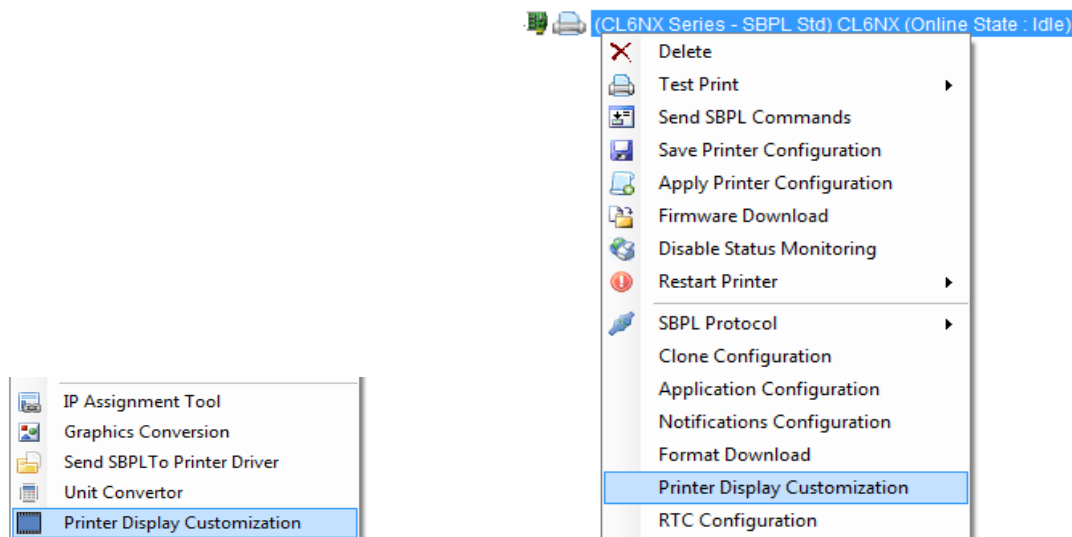 (CL6NX Series - SBPL Std) CL6NX (Online State : Idle)
Delete
Test Print
Send SBPL Commands
Save Printer Configuration
Apply Printer Configuration
Firmware Download
Disable Status Monitoring
Restart Printer
SBPL Protocol
Clone Configuration
Application Configuration
Notifications Configuration
Format Download
Printer Display Customization
RTC Configuration
IP Assignment Tool
Graphics Conversion
Send SBPLTo Printer Driver
Unit Convertor
Printer Display Customization